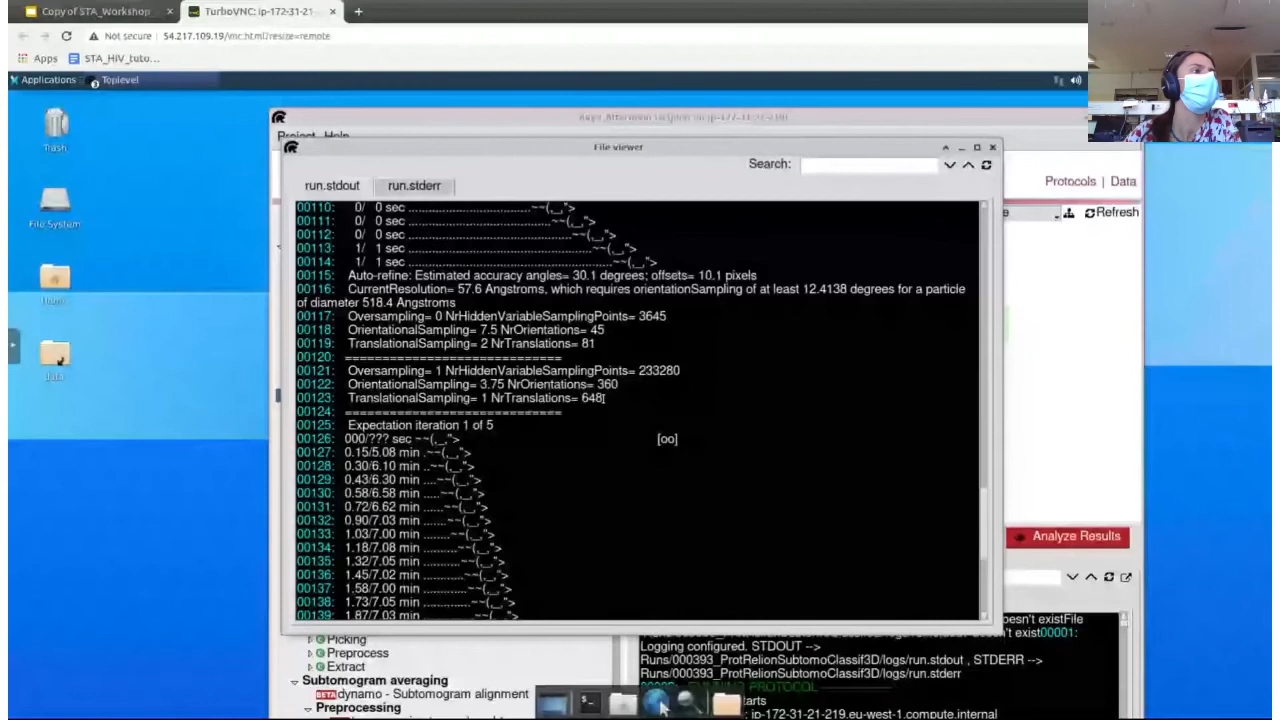 Copy of STA_Workshop
TurboVNC: ip-172-31-21-
Not secure | 54.217.109.19/vnc.html?resize=remote
Apps STA_HIV_tuto...
Applications Toplevel
Trash
File System
Project Help
File viewer
Search:
run.stdout run.stderr
Protocols | Data
Refresh
00110: 0/ 0 sec ................................................~~(,_,">
00111: 0/ 0 sec ....................................................~~(,_,">
00112: 0/ 0 sec ........................................................~~(,_,">
00113: 1/ 1 sec ............................................................~~(,_,">
00114: 1/ 1 sec ................................................................~~(,_,">
00115: Auto-refine: Estimated accuracy angles= 30.1 degrees; offsets= 10.1 pixels
00116: CurrentResolution= 57.6 Angstroms, which requires orientationSampling of at least 12.4138 degrees for a particle
of diameter 518.4 Angstroms
00117: Oversampling= 0 NrHiddenVariableSamplingPoints= 3645
00118: OrientationalSampling= 7.5 NrOrientations= 45
00119: TranslationalSampling= 2 NrTranslations= 81
00120: =============================
00121: Oversampling= 1 NrHiddenVariableSamplingPoints= 233280
00122: OrientationalSampling= 3.75 NrOrientations= 360
00123: TranslationalSampling= 1 NrTranslations= 648
00124: =============================
00125: Expectation iteration 1 of 5
00126: 000/??? sec ~~(,_,"> [oo]
00127: 0.15/5.08 min .~~(,_,">
00128: 0.30/6.10 min ..~~(,_,">
00129: 0.43/6.30 min ....~~(,_,">
00130: 0.58/6.58 min .....~~(,_,">
00131: 0.72/6.62 min ......~~(,_,">
00132: 0.90/7.03 min .......~~(,_,">
00133: 1.03/7.00 min ........~~(,_,">
00134: 1.18/7.08 min ..........~~(,_,">
00135: 1.32/7.05 min ...........~~(,_,">
00136: 1.45/7.02 min ............~~(,_,">
00137: 1.58/7.00 min .............~~(,_,">
00138: 1.73/7.05 min ..............~~(,_,">
00139: 1.87/7.03 min ...............~~(,_,">
Analyze Results
Picking
Preprocess
Extract
Subtomogram averaging
BETA dynamo - Subtomogram alignment
Preprocessing
Logging configured. STDOUT -->
Runs/000393_ProtRelionSubtomoClassif3D/logs/run.stdout , STDERR -->
Runs/000393_ProtRelionSubtomoClassif3D/logs/run.stderr
ip-172-31-21-219.eu-west-1.compute.internal